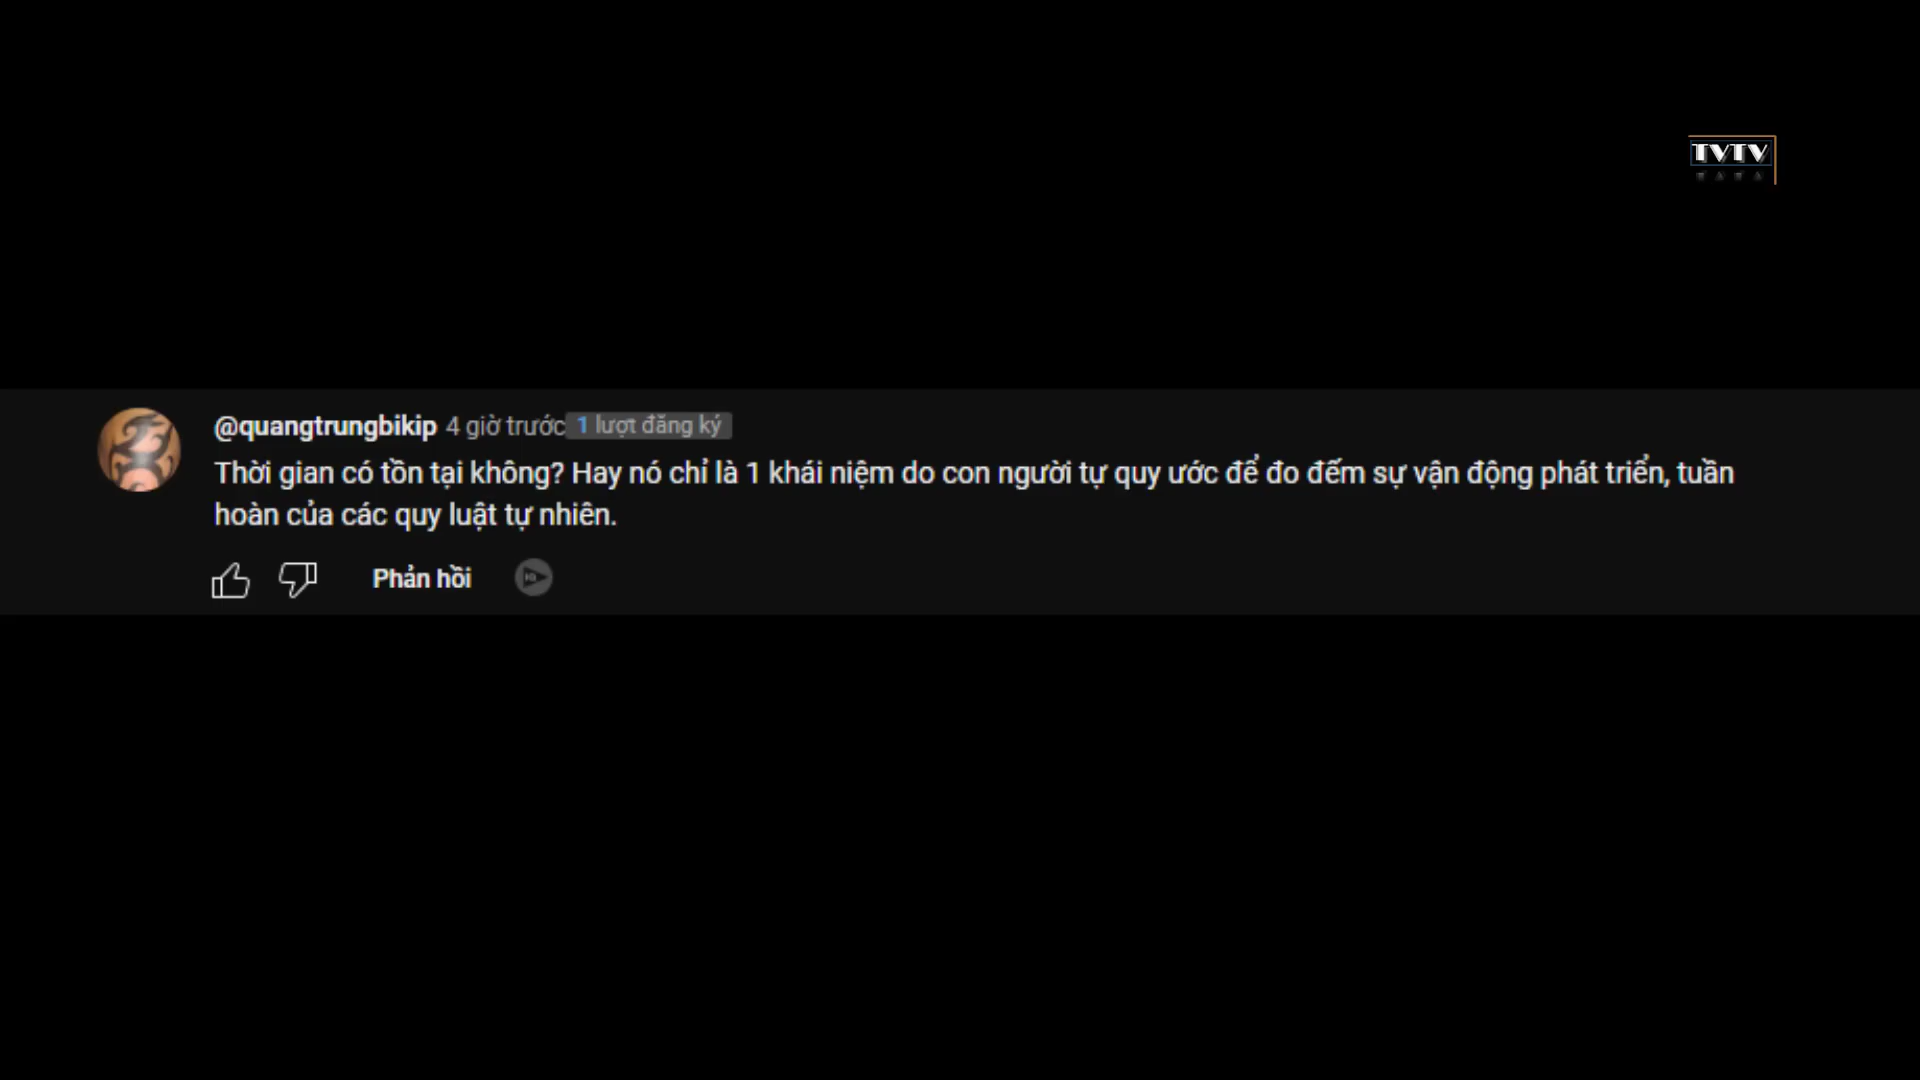 TVTV
@quangtrungbikip 4 giờ trước 1 lượt đăng ký
Thời gian có tồn tại không? Hay nó chỉ là 1 khái niệm do con người tự quy ước để đo đếm sự vận động phát triển, tuần
hoàn của các quy luật tự nhiên.
Phản hồi